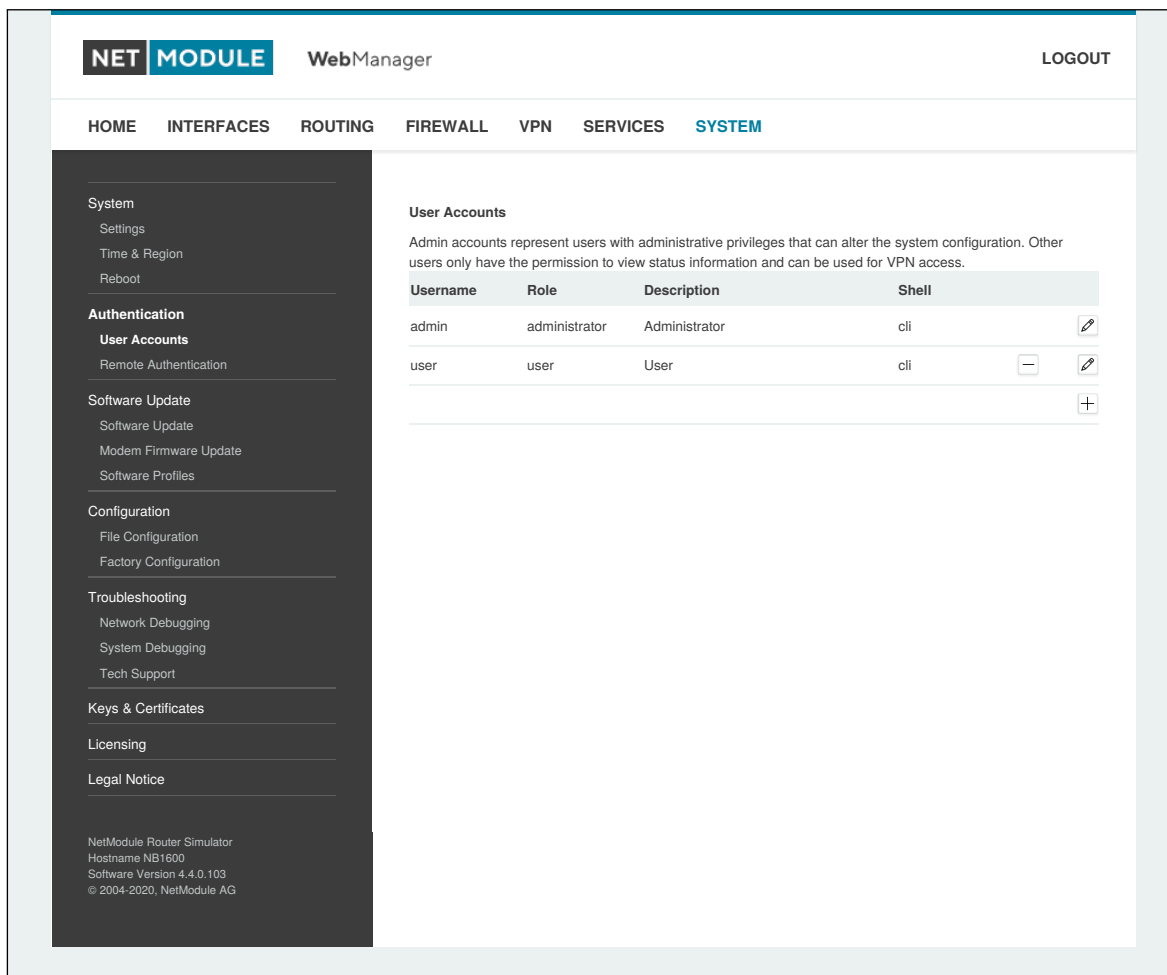 NET MODULE WebManager LOGOUT
HOME INTERFACES ROUTING FIREWALL VPN SERVICES SYSTEM
System
Settings
Time & Region
Reboot
Authentication
User Accounts
Remote Authentication
Software Update
Software Update
Modem Firmware Update
Software Profiles
Configuration
File Configuration
Factory Configuration
Troubleshooting
Network Debugging
System Debugging
Tech Support
Keys & Certificates
Licensing
Legal Notice
NetModule Router Simulator
Hostname NB1600
Software Version 4.4.0.103
© 2004-2020, NetModule AG
User Accounts
Admin accounts represent users with administrative privileges that can alter the system configuration. Other
users only have the permission to view status information and can be used for VPN access.
Username Role Description Shell
admin administrator Administrator cli
user user User cli